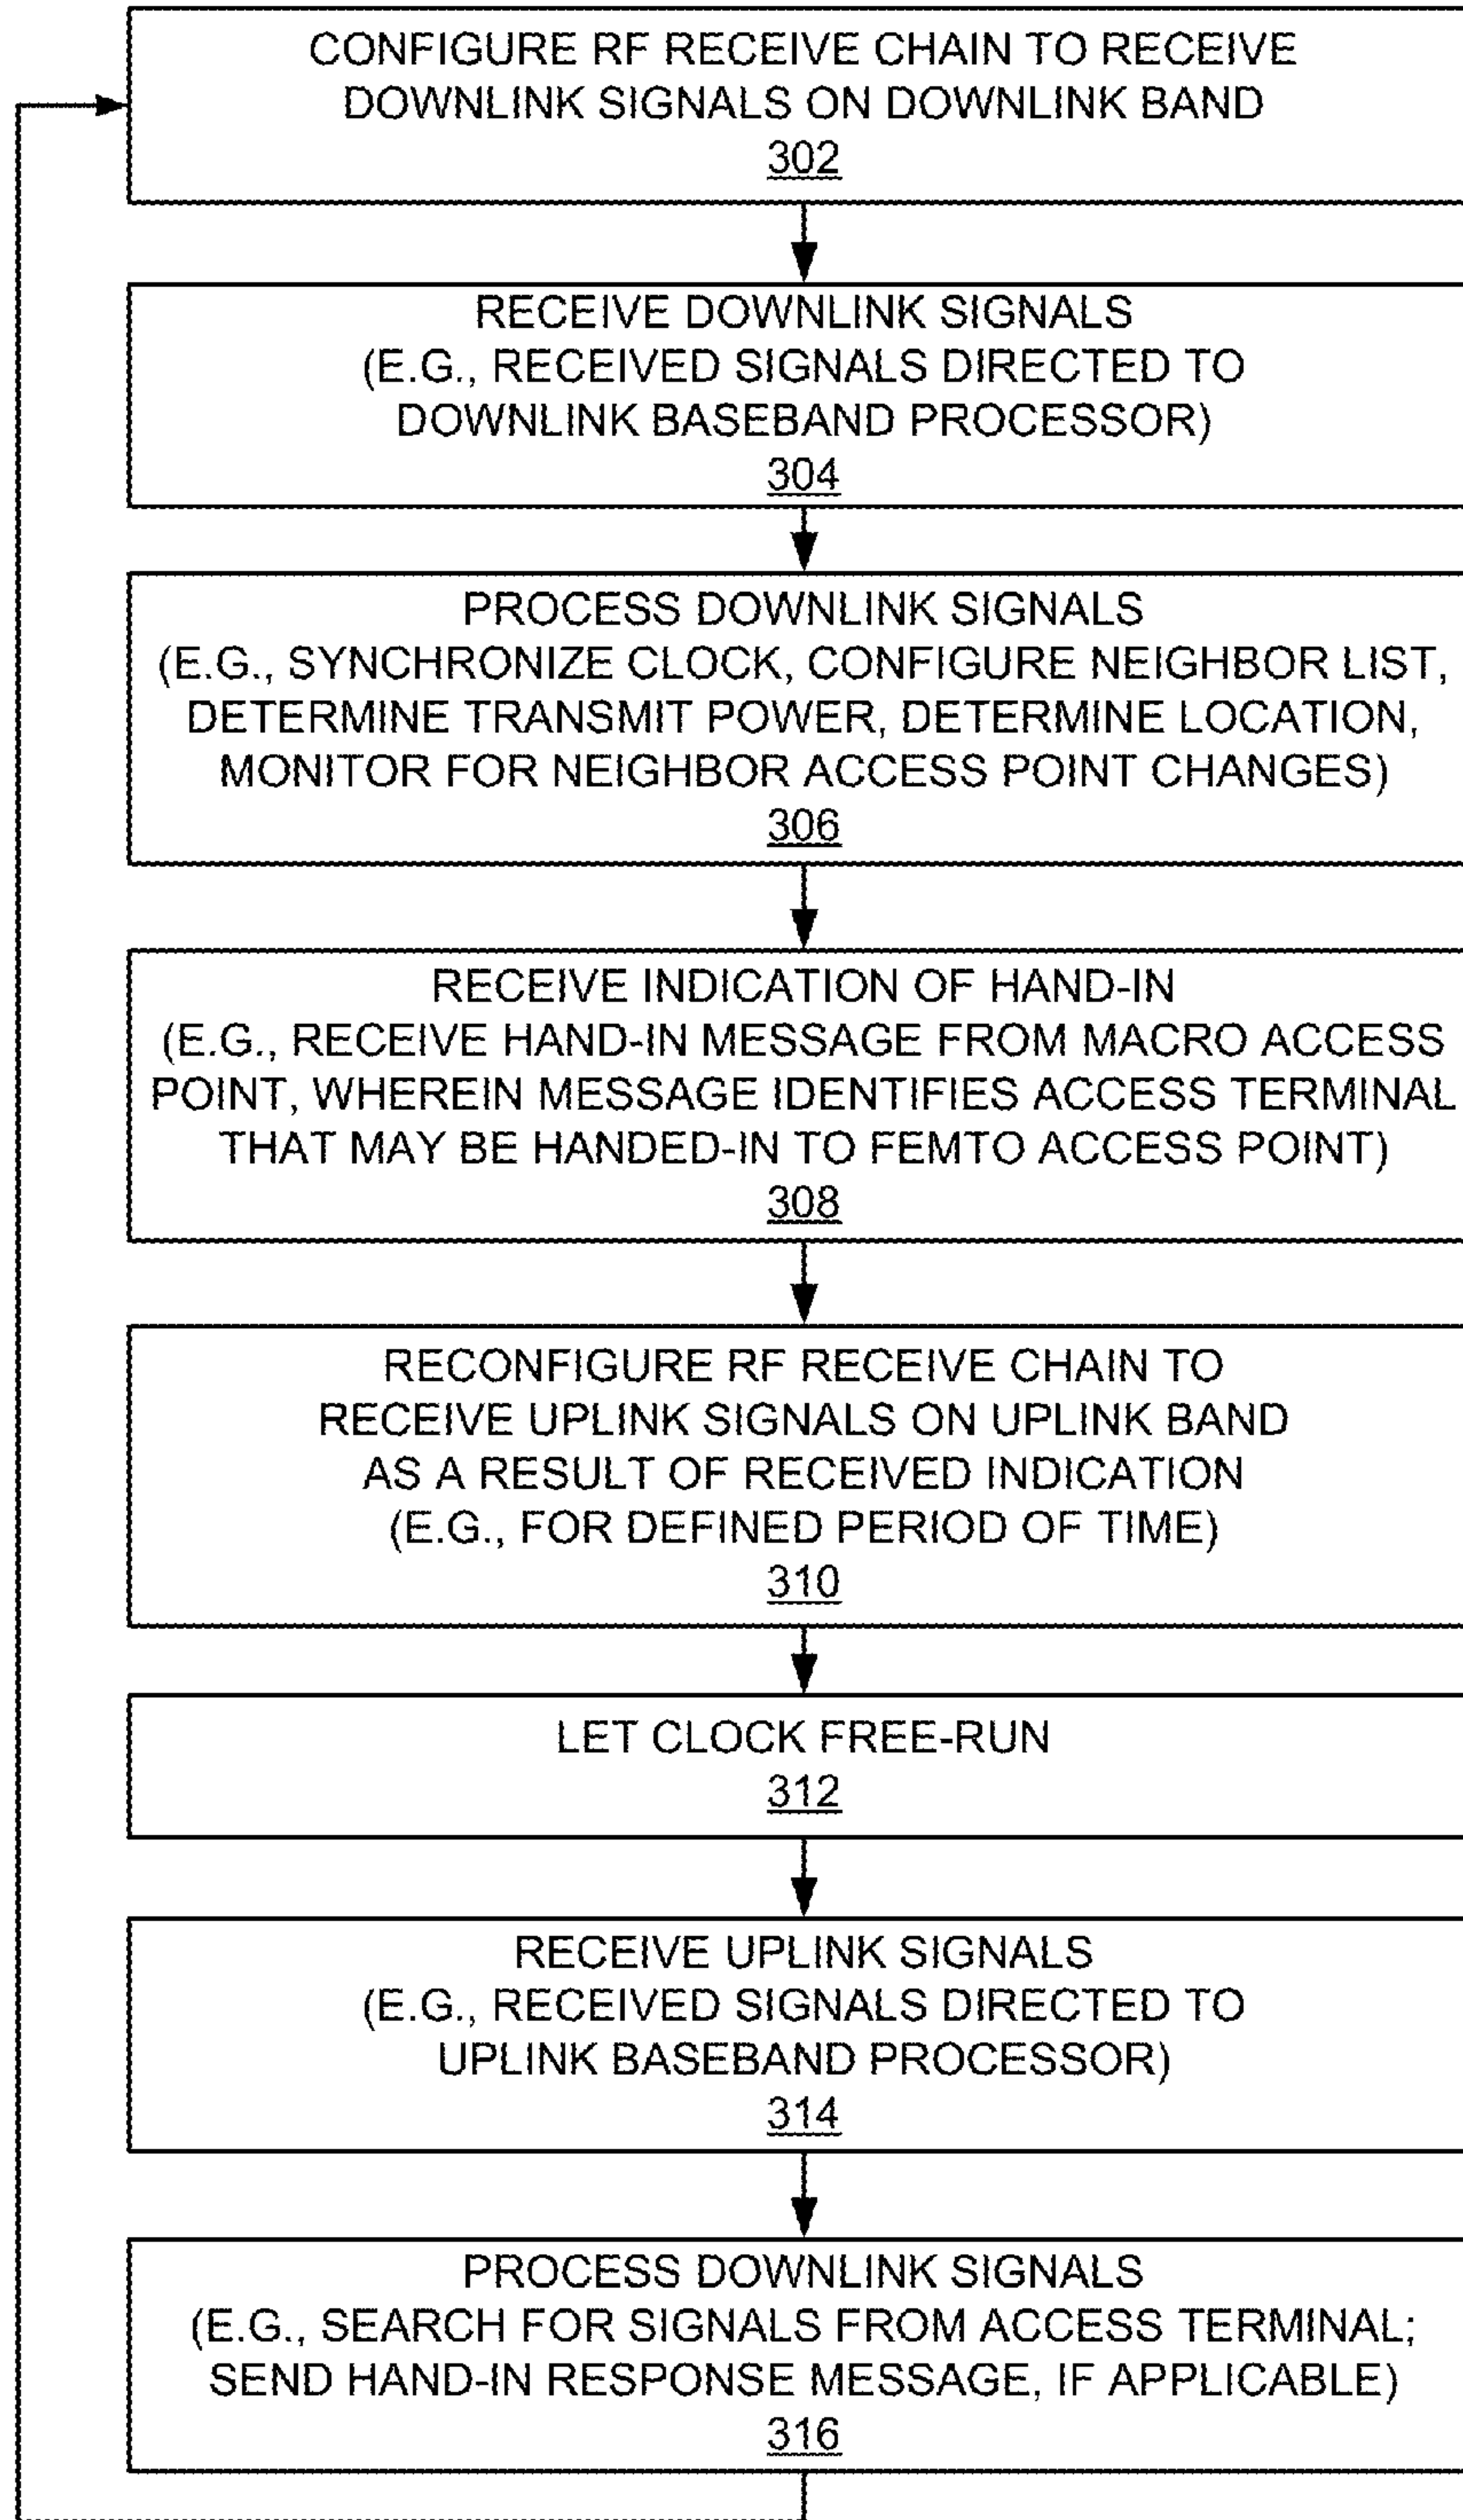 CONFIGURE RF RECEIVE CHAIN TO RECEIVE
DOWNLINK SIGNALS ON DOWNLINK BAND
302
RECEIVE DOWNLINK SIGNALS
(E.G., RECEIVED SIGNALS DIRECTED TO
DOWNLINK BASEBAND PROCESSOR)
304
PROCESS DOWNLINK SIGNALS
(E.G., SYNCHRONIZE CLOCK, CONFIGURE NEIGHBOR LIST,
DETERMINE TRANSMIT POWER, DETERMINE LOCATION,
MONITOR FOR NEIGHBOR ACCESS POINT CHANGES)
306
RECEIVE INDICATION OF HAND-IN
(E.G., RECEIVE HAND-IN MESSAGE FROM MACRO ACCESS
POINT, WHEREIN MESSAGE IDENTIFIES ACCESS TERMINAL
THAT MAY BE HANDED-IN TO FEMTO ACCESS POINT)
308
RECONFIGURE RF RECEIVE CHAIN TO
RECEIVE UPLINK SIGNALS ON UPLINK BAND
AS A RESULT OF RECEIVED INDICATION
(E.G., FOR DEFINED PERIOD OF TIME)
310
LET CLOCK FREE-RUN
312
RECEIVE UPLINK SIGNALS
(E.G., RECEIVED SIGNALS DIRECTED TO
UPLINK BASEBAND PROCESSOR)
314
PROCESS DOWNLINK SIGNALS
(E.G., SEARCH FOR SIGNALS FROM ACCESS TERMINAL;
SEND HAND-IN RESPONSE MESSAGE, IF APPLICABLE)
316